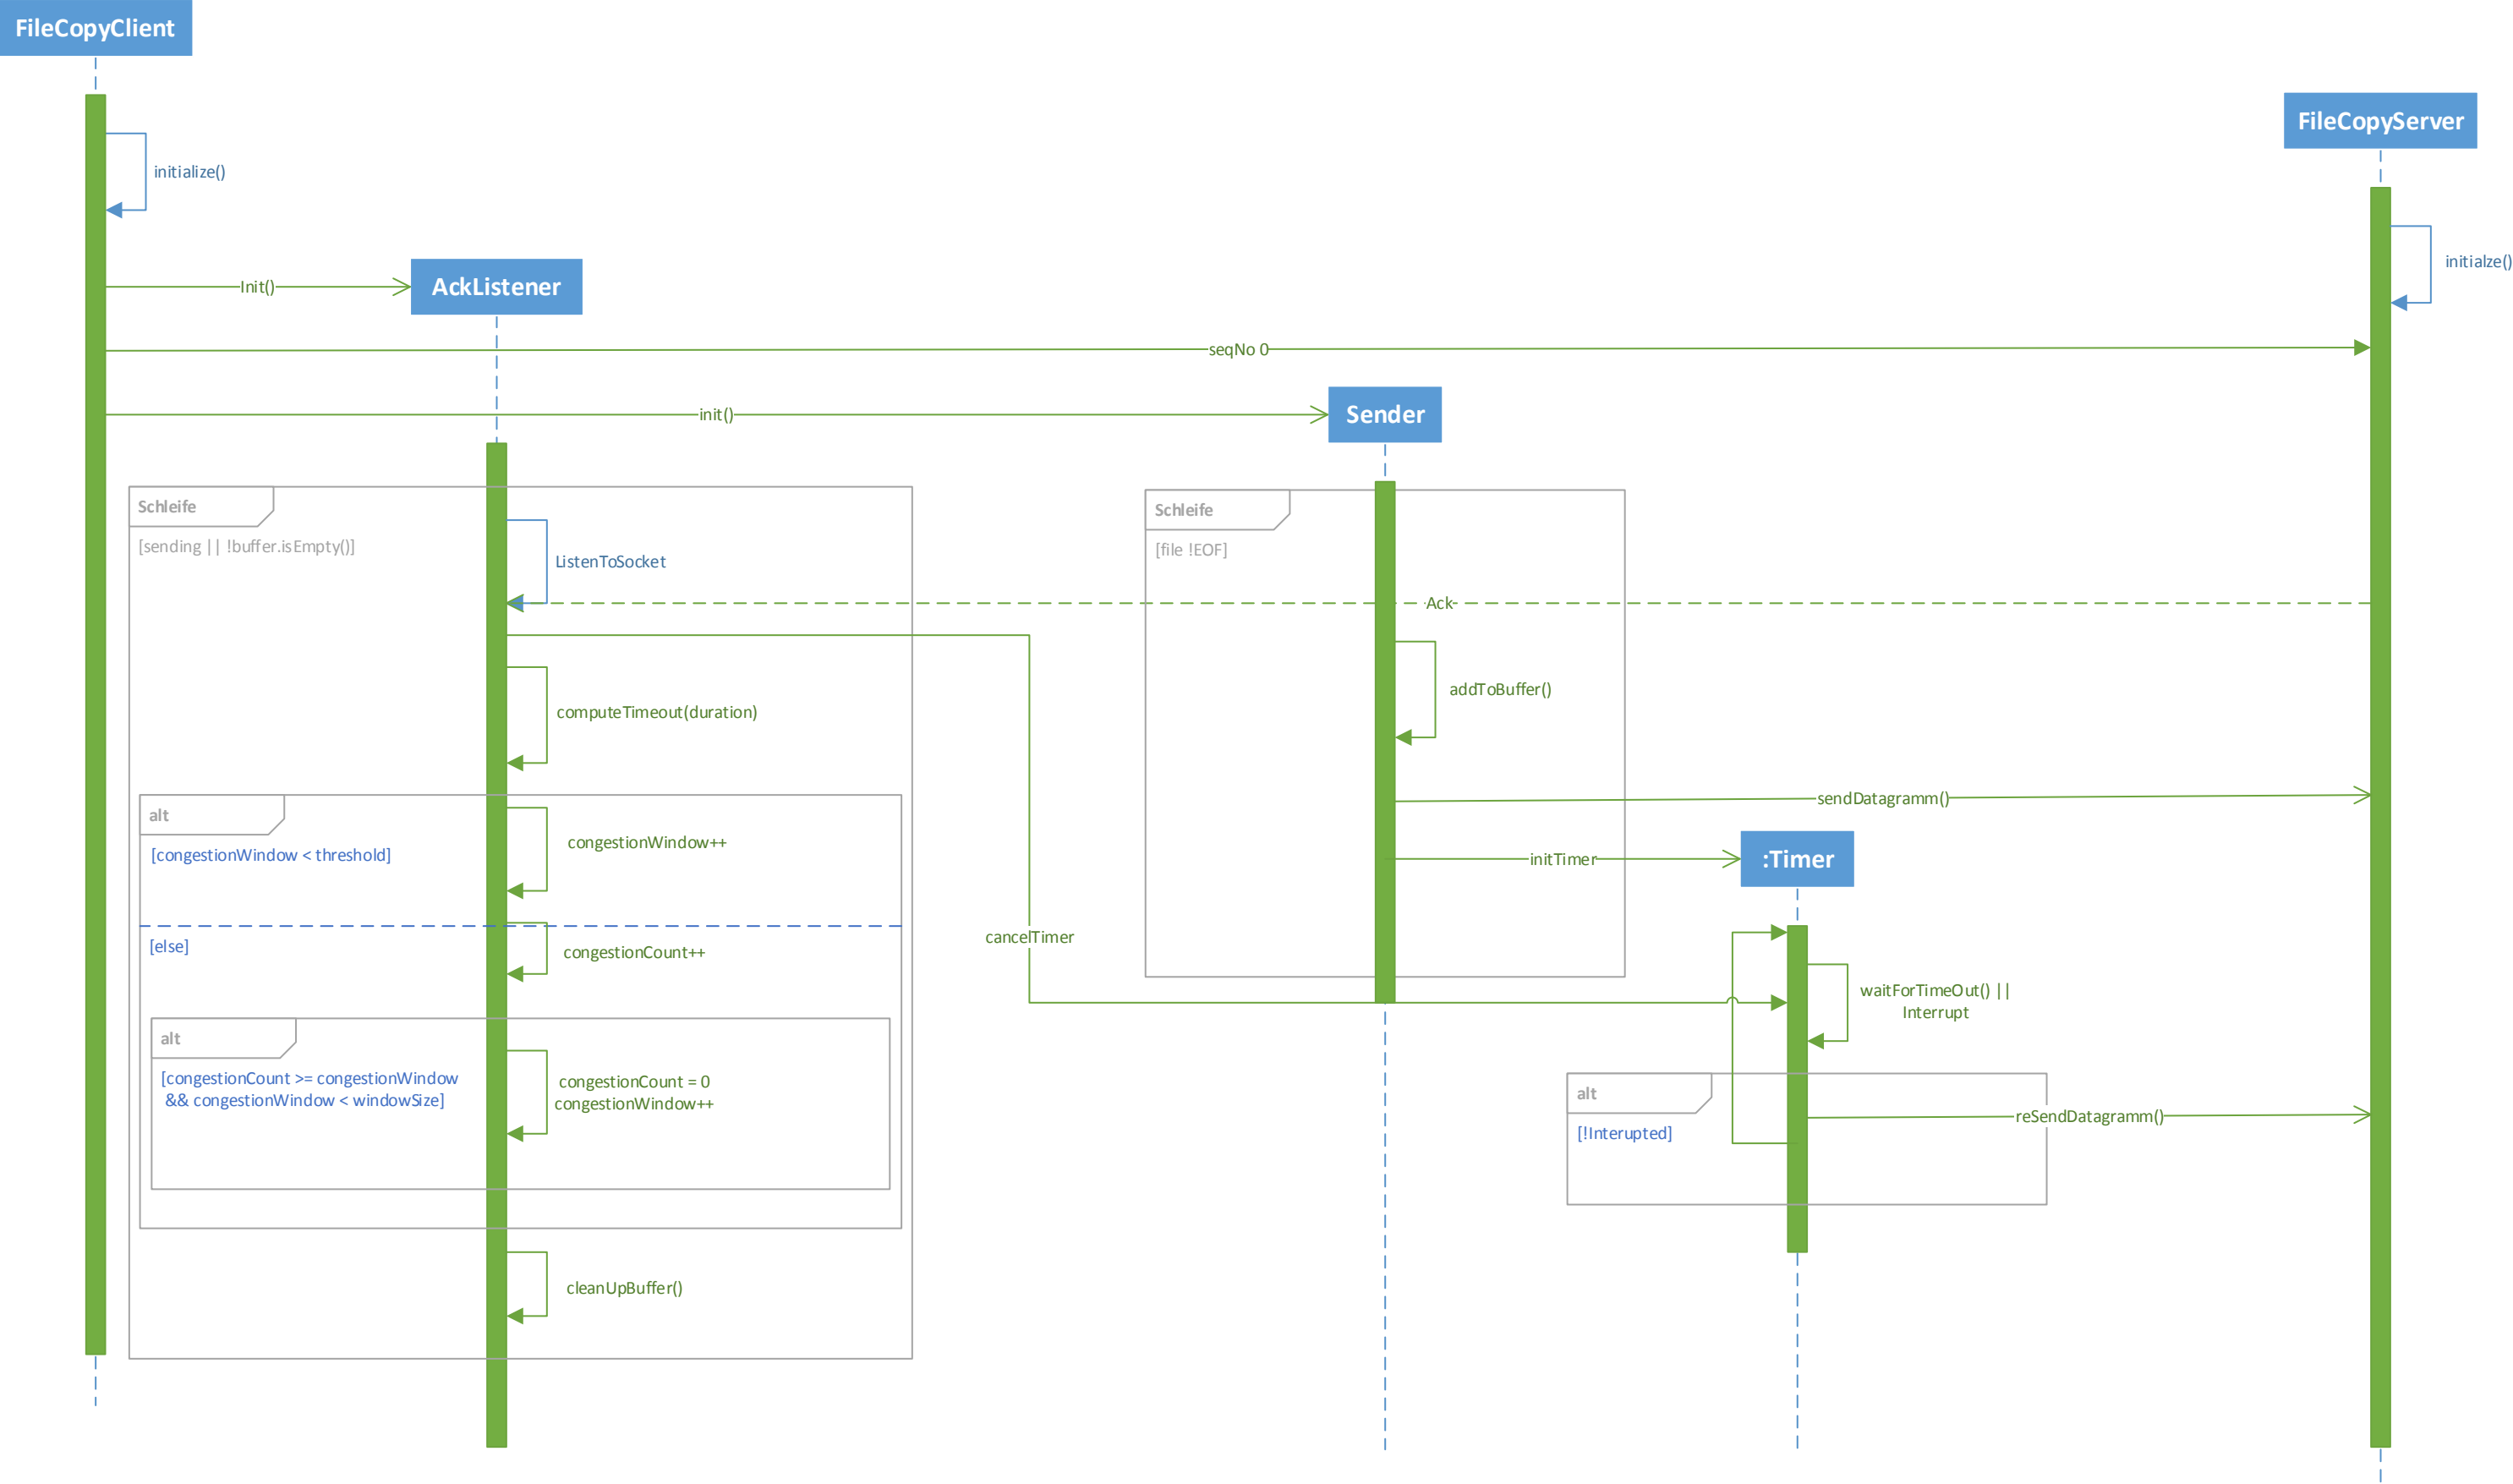 FileCopyClient
FileCopyServer
initialize()
initialze()
Init()
AckListener
seqNo 0
init()
Sender
Schleife
[sending || !buffer.isEmpty()]
ListenToSocket
Schleife
[file !EOF]
Ack
addToBuffer()
computeTimeout(duration)
sendDatagramm()
alt
[congestionWindow < threshold]
congestionWindow++
initTimer
:Timer
[else]
congestionCount++
cancelTimer
waitForTimeOut() ||
Interrupt
alt
[congestionCount >= congestionWindow
&& congestionWindow < windowSize]
congestionCount = 0
congestionWindow++
alt
[!Interupted]
reSendDatagramm()
cleanUpBuffer()